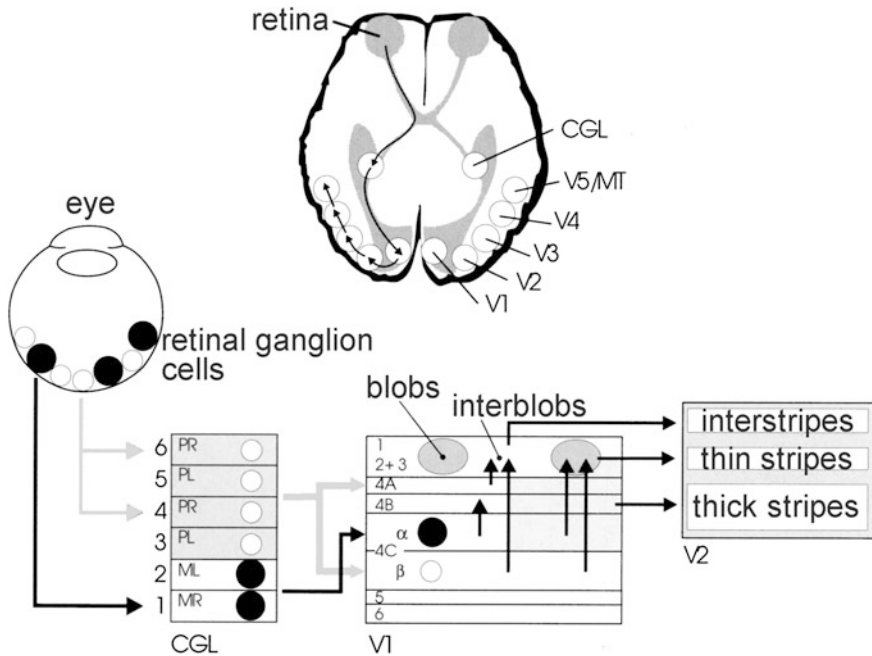 retina
CGL
V5/MT
V4
V3
V2
V1
eye
retinal ganglion
cells
blobs
interblobs
6 PR
5 PL
4 PR
3 PL
2 ML
1 MR
CGL
1
2+3
4A
4B
α
4C
β
5
6
V1
interstripes
thin stripes
thick stripes
V2